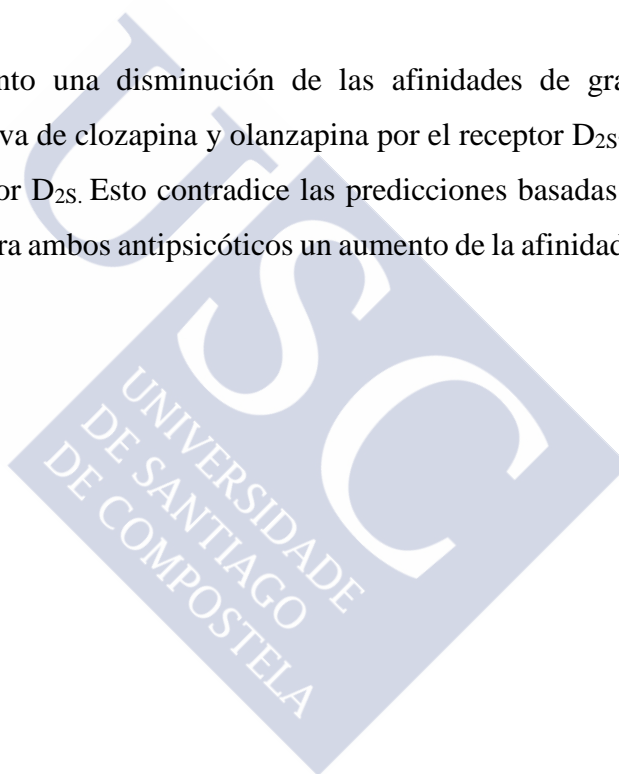 nto una disminución de las afinidades de gra
va de clozapina y olanzapina por el receptor D2S
or D2S. Esto contradice las predicciones basadas
ra ambos antipsicóticos un aumento de la afinidad
USC
UNIVERSIDADE
DE SANTIAGO
DE COMPOSTELA